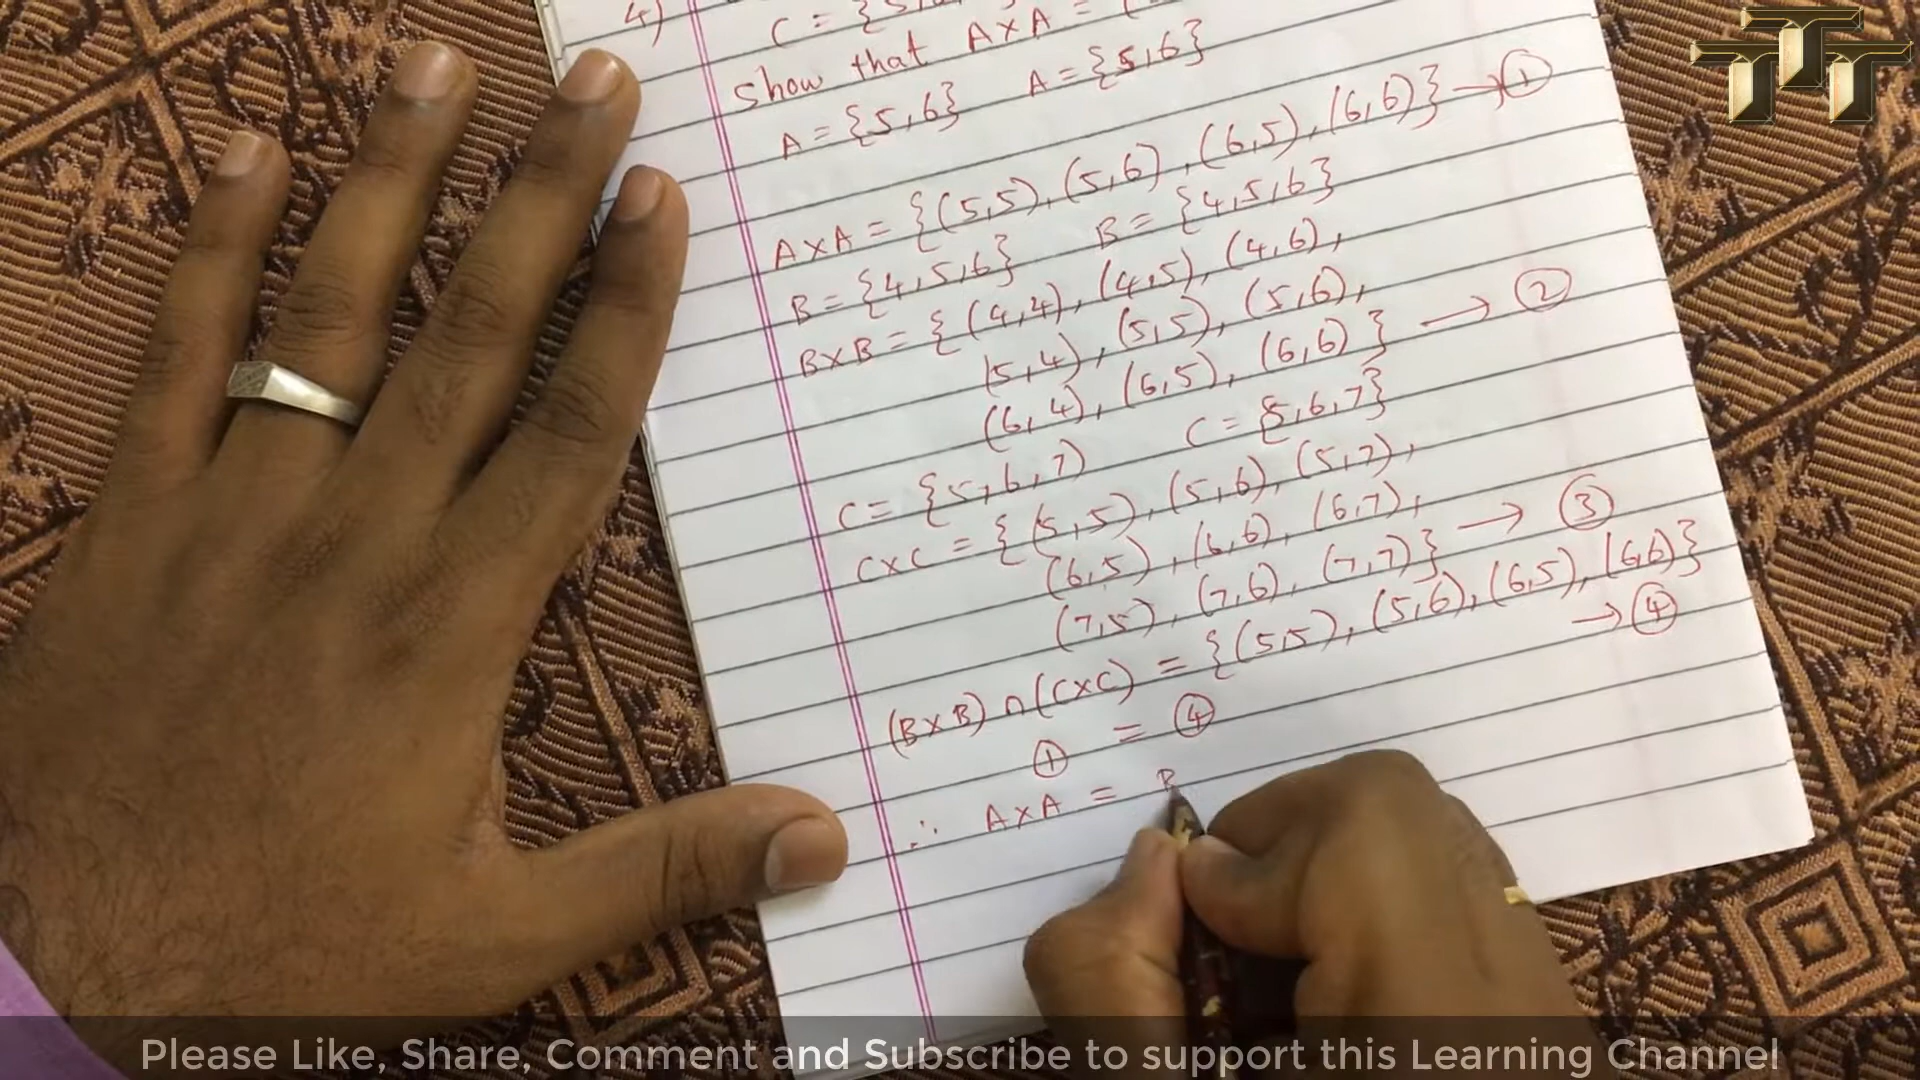 4) C = {5,
show that A×A =
A = {5,6} A = {5,6}
A×A = {(5,5), (5,6), (6,5), (6,6)} → ①
B = {4,5,6} B = {4,5,6}
B×B = { (4,4), (4,5), (4,6),
(5,4), (5,5), (5,6),
(6,4), (6,5), (6,6) } → ②
C = {5,6,7} C = {5,6,7}
C×C = { (5,5), (5,6), (5,7),
(6,5), (6,6), (6,7),
(7,5), (7,6), (7,7)} → ③
(B×B) ∩ (C×C) = {(5,5), (5,6), (6,5), (6,6)}
→ ④
① = ④
∴ A×A = B
TTT
Please Like, Share, Comment and Subscribe to support this Learning Channel!